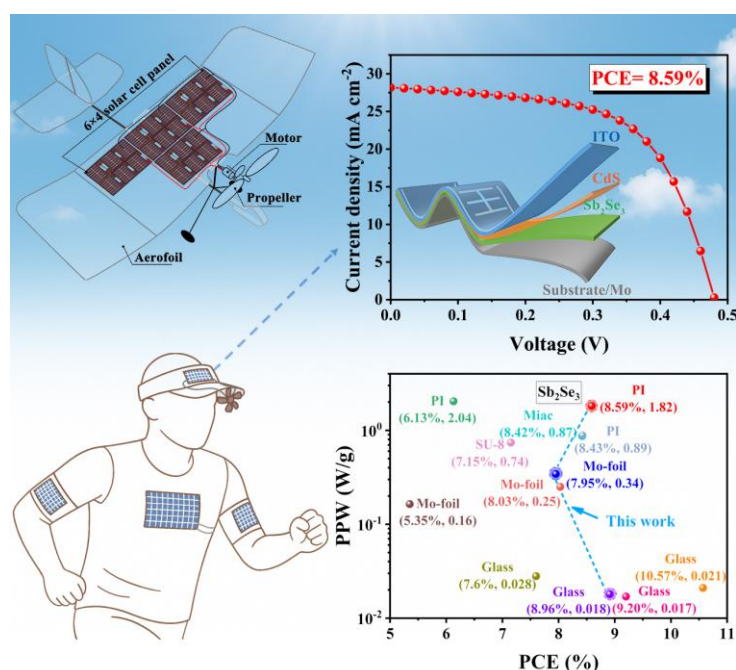 6×4 solar cell panel
Motor
Propeller
Aerofoil
Current density (mA cm⁻²)
30
25
20
15
10
5
0
PCE= 8.59%
ITO
CdS
Sb₂Se₃
Substrate/Mo
0.0 0.1 0.2 0.3 0.4 0.5
Voltage (V)
PPW (W/g)
10⁰
10⁻¹
10⁻²
Sb₂Se₃
PI
(6.13%, 2.04)
PI
(8.59%, 1.82)
Miac
(8.42%, 0.87)
PI
(8.43%, 0.89)
SU-8
(7.15%, 0.74)
Mo-foil
(7.95%, 0.34)
Mo-foil
(8.03%, 0.25)
Mo-foil
(5.35%, 0.16)
This work
Glass
(7.6%, 0.028)
Glass
(10.57%, 0.021)
Glass
(8.96%, 0.018)
Glass
(9.20%, 0.017)
5 6 7 8 9 10 11
PCE (%)